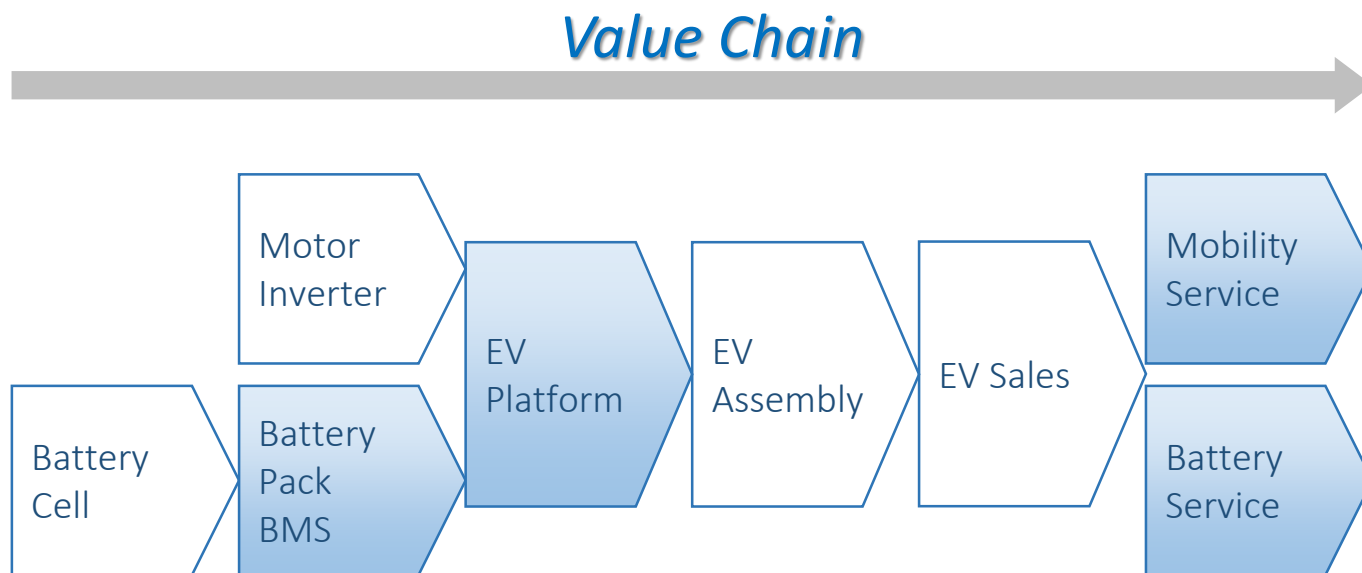 Value Chain
Motor
Inverter
Battery
Cell
Battery
Pack
BMS
EV
Platform
EV
Assembly
EV Sales
Mobility
Service
Battery
Service